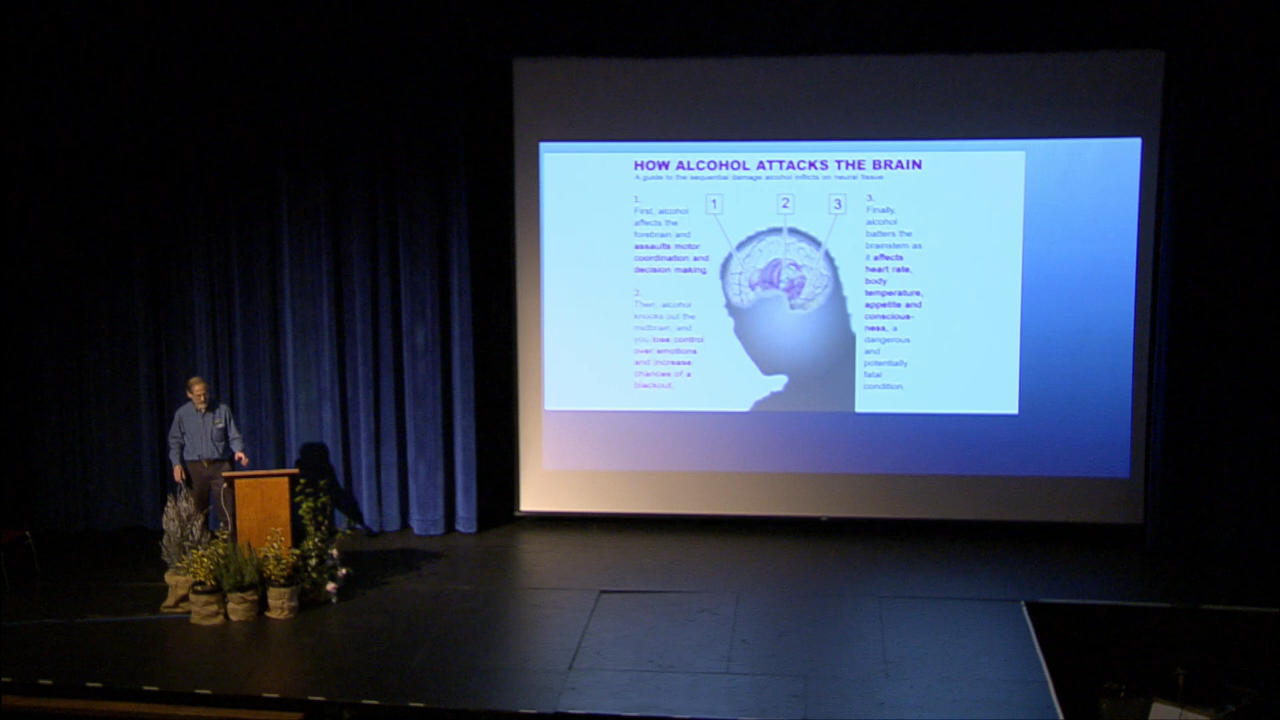 HOW ALCOHOL ATTACKS THE BRAIN
A guide to the sequential damage alcohol inflicts on neural tissue
1
2
3
1.
First, alcohol
affects the
forebrain and
assaults motor
coordination and
decision making.
2.
Then, alcohol
knocks out the
midbrain, and
you lose control
over emotions
and increase
chances of a
blackout.
3.
Finally,
alcohol
batters the
brainstem as
it affects
heart rate,
body
temperature,
appetite and
conscious-
ness, a
dangerous
and
potentially
fatal
condition.